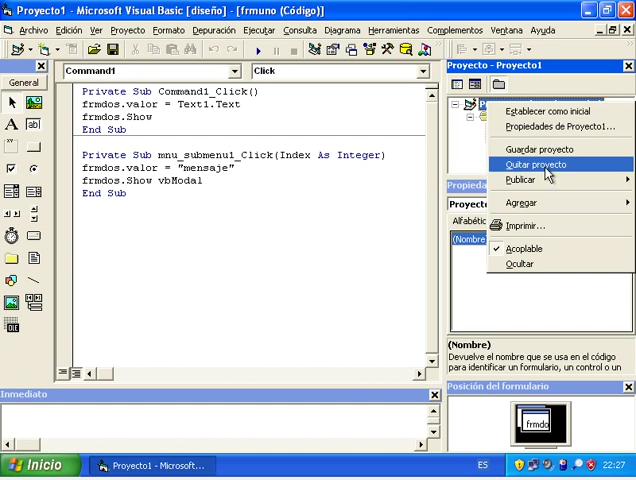 Proyecto1 - Microsoft Visual Basic [diseño] - [frmuno (Código)]
Archivo Edición Ver Proyecto Formato Depuración Ejecutar Consulta Diagrama Herramientas Complementos Ventana Ayuda
General
Command1
Click
Private Sub Command1_Click()
frmdos.valor = Text1.Text
frmdos.Show
End Sub
Private Sub mnu_submenu1_Click(Index As Integer)
frmdos.valor = "mensaje"
frmdos.Show vbModal
End Sub
Proyecto - Proyecto1
Establecer como inicial
Propiedades de Proyecto1...
Guardar proyecto
Quitar proyecto
Publicar
Agregar
Imprimir...
Acoplable
Ocultar
Propieda
Proyec
Alfabétic
(Nombre
(Nombre)
Devuelve el nombre que se usa en el código
para identificar un formulario, un control o un
Inmediato
Posición del formulario
frmdo
Inicio
Proyecto1 - Microsoft...
ES
22:27